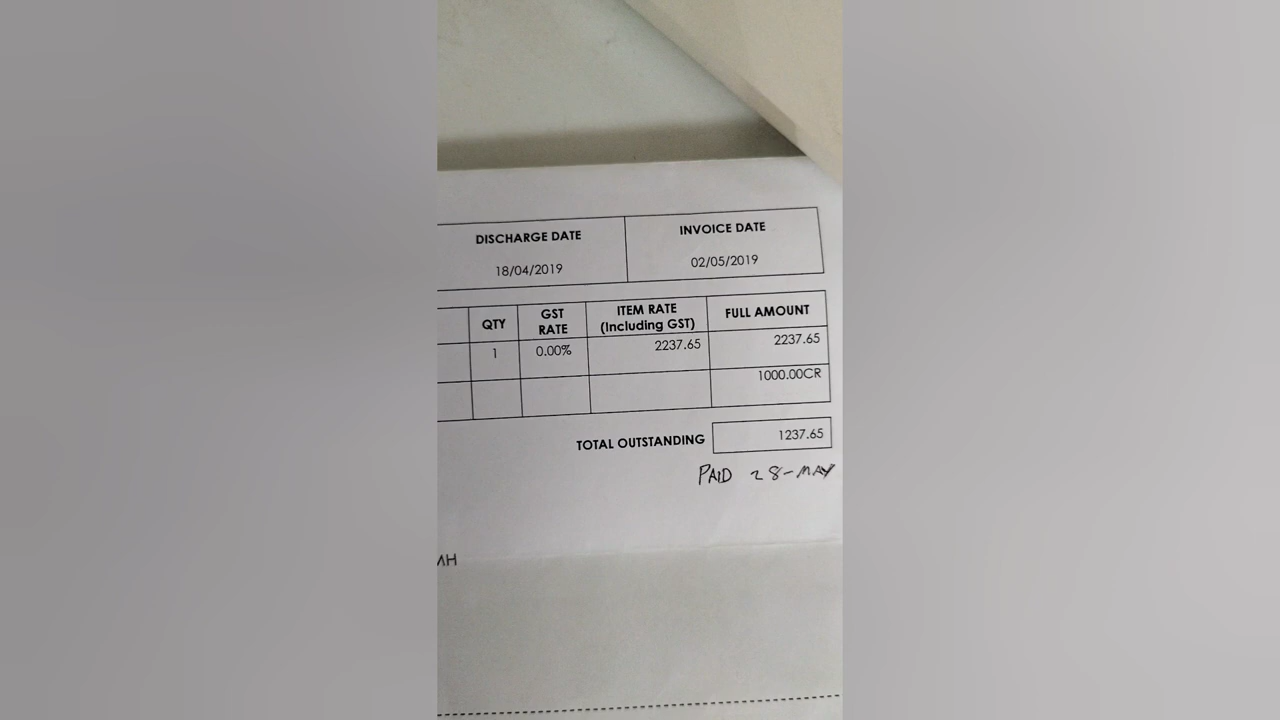 DISCHARGE DATE INVOICE DATE
18/04/2019 02/05/2019
QTY GST RATE ITEM RATE (Including GST) FULL AMOUNT
1 0.00% 2237.65 2237.65
1000.00CR
TOTAL OUTSTANDING 1237.65
PAID 28-MAY